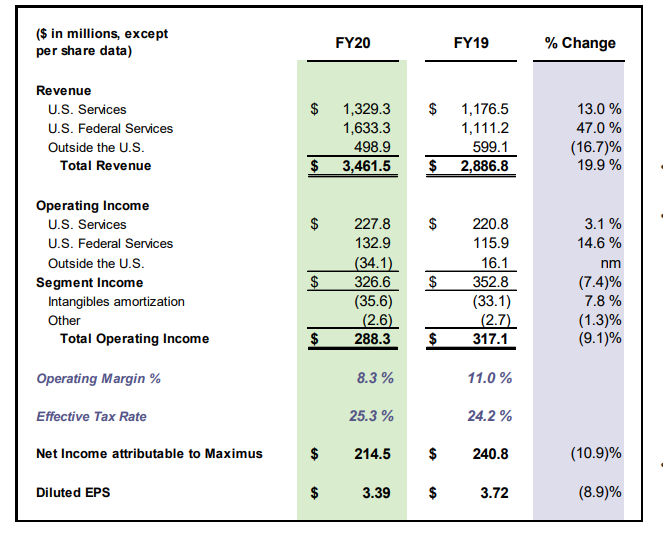 ($ in millions, except
per share data) FY20 FY19 % Change
Revenue
U.S. Services $ 1,329.3 $ 1,176.5 13.0 %
U.S. Federal Services 1,633.3 1,111.2 47.0 %
Outside the U.S. 498.9 599.1 (16.7)%
Total Revenue $ 3,461.5 $ 2,886.8 19.9 %
Operating Income
U.S. Services $ 227.8 $ 220.8 3.1 %
U.S. Federal Services 132.9 115.9 14.6 %
Outside the U.S. (34.1) 16.1 nm
Segment Income $ 326.6 $ 352.8 (7.4)%
Intangibles amortization (35.6) (33.1) 7.8 %
Other (2.6) (2.7) (1.3)%
Total Operating Income $ 288.3 $ 317.1 (9.1)%
Operating Margin % 8.3 % 11.0 %
Effective Tax Rate 25.3 % 24.2 %
Net Income attributable to Maximus $ 214.5 $ 240.8 (10.9)%
Diluted EPS $ 3.39 $ 3.72 (8.9)%